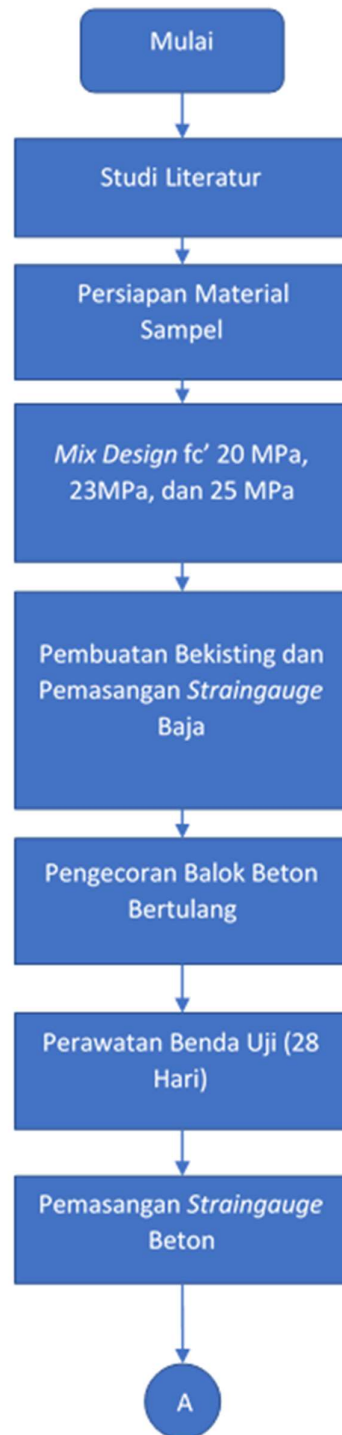 Mulai
Studi Literatur
Persiapan Material
Sampel
Mix Design fc’ 20 MPa,
23MPa, dan 25 MPa
Pembuatan Bekisting dan
Pemasangan Straingauge
Baja
Pengecoran Balok Beton
Bertulang
Perawatan Benda Uji (28
Hari)
Pemasangan Straingauge
Beton
A